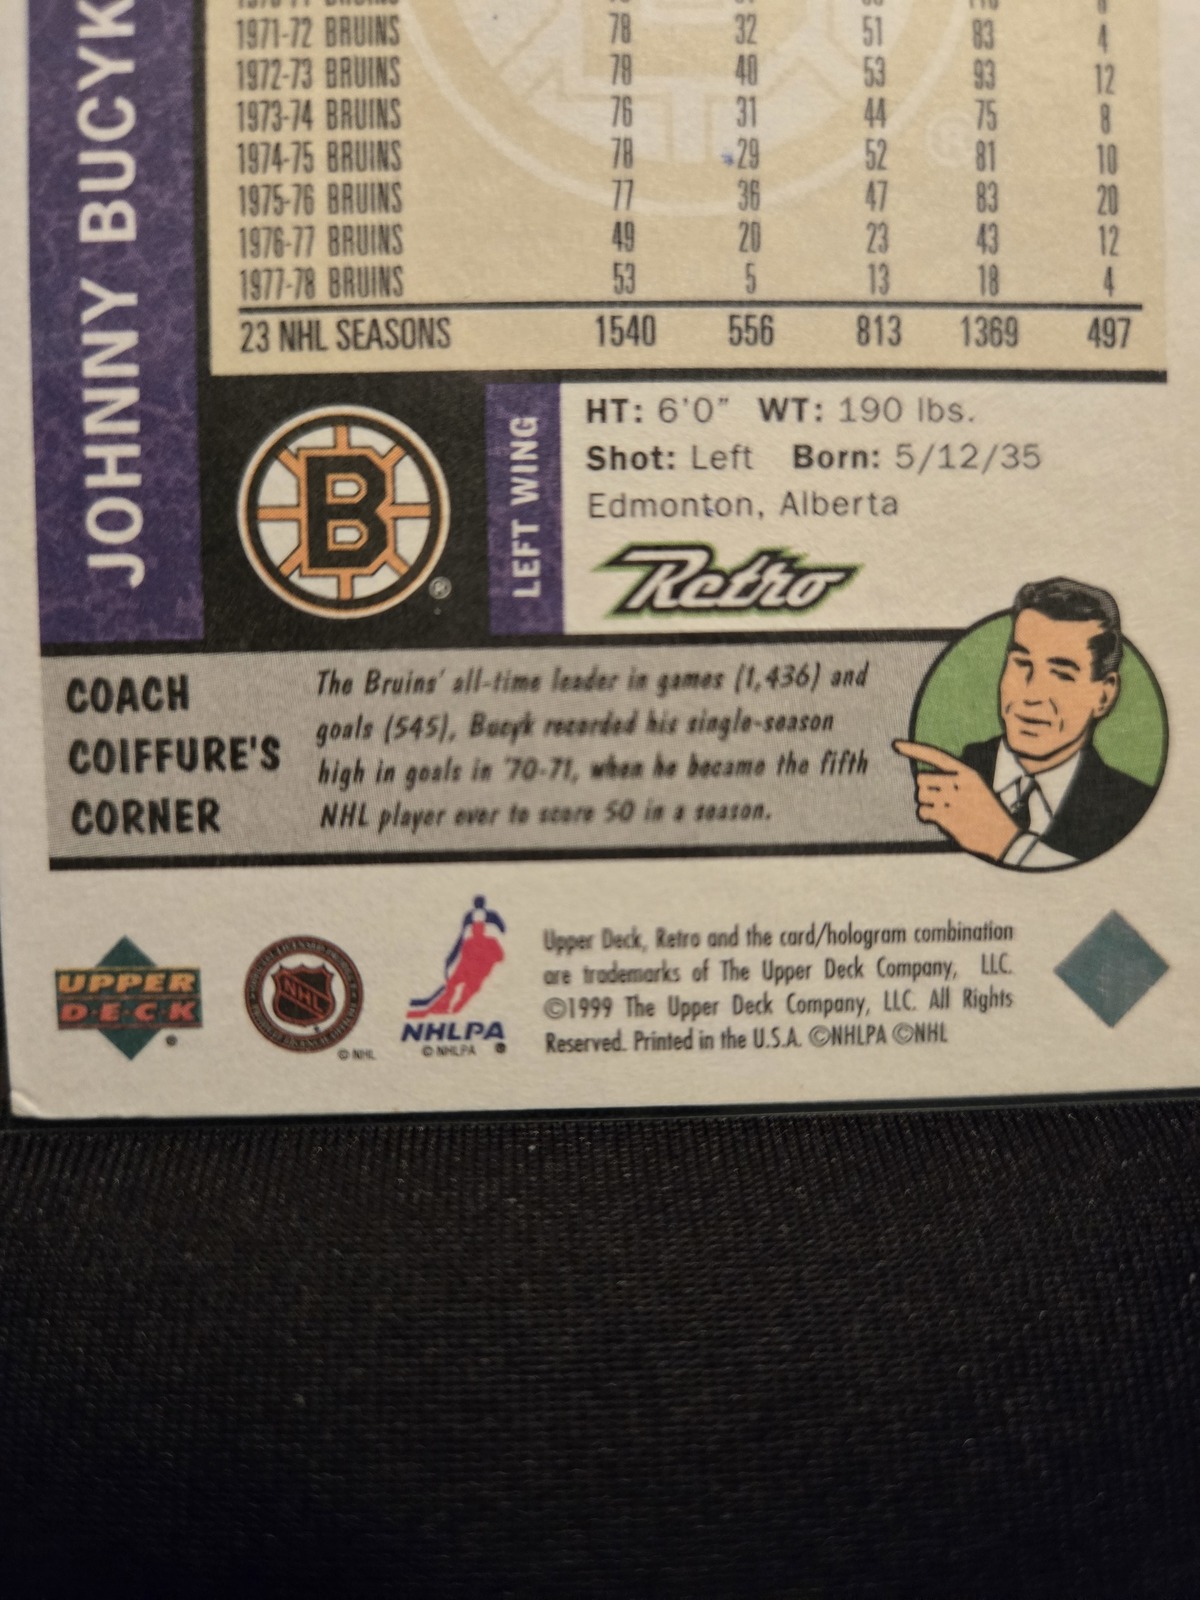 JOHNNY BUCYK
1971-72 BRUINS 78 32 51 83 4
1972-73 BRUINS 78 40 53 93 12
1973-74 BRUINS 76 31 44 75 8
1974-75 BRUINS 78 29 52 81 10
1975-76 BRUINS 77 36 47 83 20
1976-77 BRUINS 49 20 23 43 12
1977-78 BRUINS 53 5 13 18 4
23 NHL SEASONS 1540 556 813 1369 497
B
®
LEFT WING
HT: 6'0" WT: 190 lbs.
Shot: Left Born: 5/12/35
Edmonton, Alberta
Retro
COACH
COIFFURE'S
CORNER
The Bruins' all-time leader in games (1,436) and
goals (545), Bucyk recorded his single-season
high in goals in '70-71, when he became the fifth
NHL player ever to score 50 in a season.
UPPER
D·E·C·K
®
NHL
© NHL
NHLPA
© NHLPA ®
Upper Deck, Retro and the card/hologram combination
are trademarks of The Upper Deck Company, LLC.
©1999 The Upper Deck Company, LLC. All Rights
Reserved. Printed in the U.S.A. ©NHLPA ©NHL